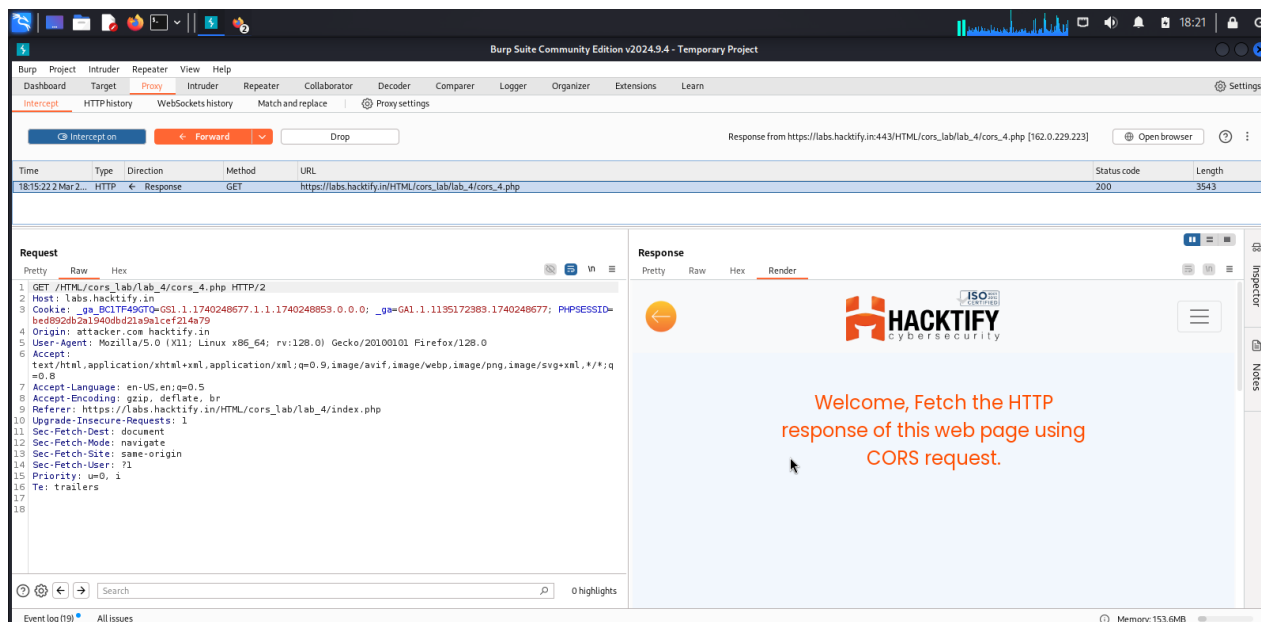 18:21
Burp Suite Community Edition v2024.9.4 - Temporary Project
Burp Project Intruder Repeater View Help
Dashboard Target Proxy Intruder Repeater Collaborator Decoder Comparer Logger Organizer Extensions Learn Settings
Intercept HTTP history WebSockets history Match and replace Proxy settings
Intercept on Forward Drop Response from https://labs.hacktify.in:443/HTML/cors_lab/lab_4/cors_4.php [162.0.229.223] Open browser
Time Type Direction Method URL Status code Length
18:15:22 2 Mar 2... HTTP ← Response GET https://labs.hacktify.in/HTML/cors_lab/lab_4/cors_4.php 200 3543
Request
Pretty Raw Hex \n
1 GET /HTML/cors_lab/lab_4/cors_4.php HTTP/2
2 Host: labs.hacktify.in
3 Cookie: _ga_BC1TF49GTQ=GS1.1.1740248677.1.1.1740248853.0.0.0; _ga=GA1.1.1135172383.1740248677; PHPSESSID=
bed892db2a1940dbd21a9a1cef214a79
4 Origin: attacker.com hacktify.in
5 User-Agent: Mozilla/5.0 (X11; Linux x86_64; rv:128.0) Gecko/20100101 Firefox/128.0
6 Accept:
text/html,application/xhtml+xml,application/xml;q=0.9,image/avif,image/webp,image/png,image/svg+xml,*/*;q
=0.8
7 Accept-Language: en-US,en;q=0.5
8 Accept-Encoding: gzip, deflate, br
9 Referer: https://labs.hacktify.in/HTML/cors_lab/lab_4/index.php
10 Upgrade-Insecure-Requests: 1
11 Sec-Fetch-Dest: document
12 Sec-Fetch-Mode: navigate
13 Sec-Fetch-Site: same-origin
14 Sec-Fetch-User: ?1
15 Priority: u=0, i
16 Te: trailers
17
18
Search 0 highlights
Response
Pretty Raw Hex Render \n
ISO
CERTIFIED
HACKTIFY
cybersecurity
Welcome, Fetch the HTTP
response of this web page using
CORS request.
Inspector
Notes
Event log (19) All issues Memory: 153.6MB